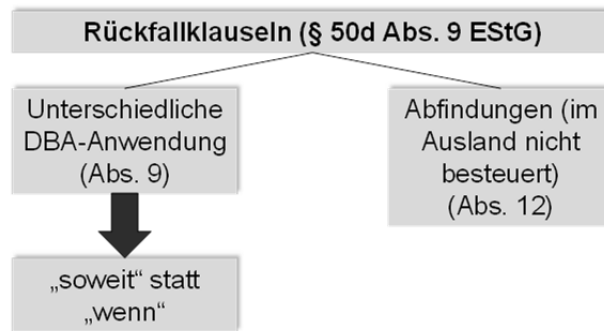 Rückfallklauseln (§ 50d Abs. 9 EStG)
Unterschiedliche
DBA-Anwendung
(Abs. 9)
Abfindungen (im
Ausland nicht
besteuert)
(Abs. 12)
„soweit“ statt
„wenn“